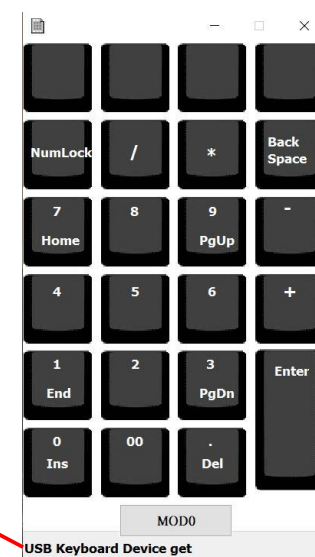 NumLock
/
*
Back
Space
7
Home
8
9
PgUp
-
4
5
6
+
1
End
2
3
PgDn
Enter
0
Ins
00
.
Del
MOD0
USB Keyboard Device get